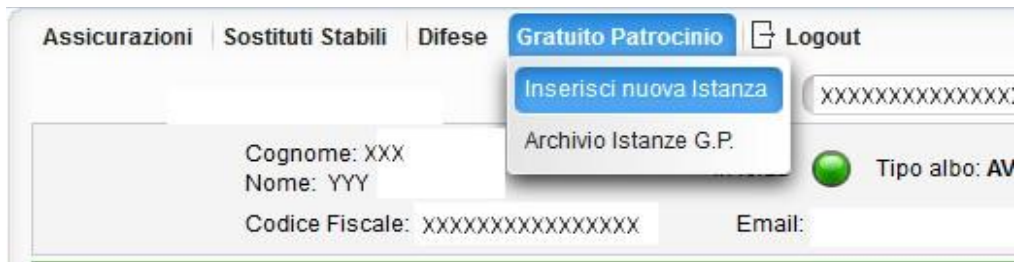 Assicurazioni Sostituti Stabili Difese Gratuito Patrocinio Logout
Inserisci nuova Istanza XXXXXXXXXXXXXX
Archivio Istanze G.P.
Cognome: XXX
Nome: YYY
Tipo albo: AV
Codice Fiscale: XXXXXXXXXXXXXXXX Email: